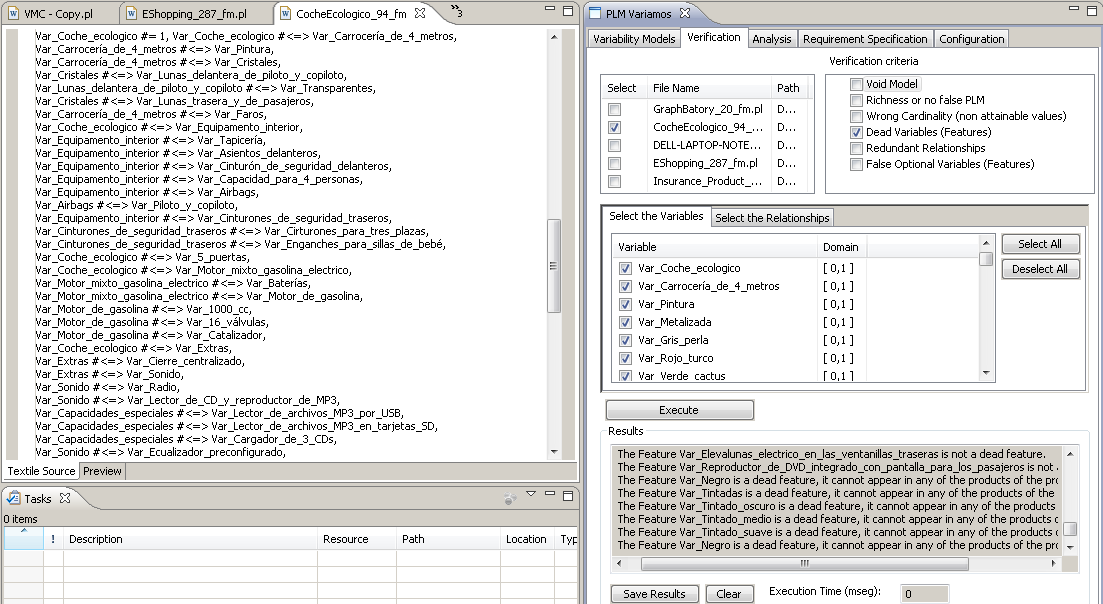 VMC - Copy.pl
EShopping_287_fm.pl
CocheEcologico_94_fm
3
Var_Coche_ecologico #= 1, Var_Coche_ecologico #<=> Var_Carrocería_de_4_metros,
Var_Carrocería_de_4_metros #<=> Var_Pintura,
Var_Carrocería_de_4_metros #<=> Var_Cristales,
Var_Cristales #<=> Var_Lunas_delantera_de_piloto_y_copiloto,
Var_Lunas_delantera_de_piloto_y_copiloto #<=> Var_Transparentes,
Var_Cristales #<=> Var_Lunas_trasera_y_de_pasajeros,
Var_Carrocería_de_4_metros #<=> Var_Faros,
Var_Coche_ecologico #<=> Var_Equipamento_interior,
Var_Equipamento_interior #<=> Var_Tapicería,
Var_Equipamento_interior #<=> Var_Asientos_delanteros,
Var_Equipamento_interior #<=> Var_Cinturón_de_seguridad_delanteros,
Var_Equipamento_interior #<=> Var_Capacidad_para_4_personas,
Var_Equipamento_interior #<=> Var_Airbags,
Var_Airbags #<=> Var_Piloto_y_copiloto,
Var_Equipamento_interior #<=> Var_Cinturones_de_seguridad_traseros,
Var_Cinturones_de_seguridad_traseros #<=> Var_Cirturones_para_tres_plazas,
Var_Cinturones_de_seguridad_traseros #<=> Var_Enganches_para_sillas_de_bebé,
Var_Coche_ecologico #<=> Var_5_puertas,
Var_Coche_ecologico #<=> Var_Motor_mixto_gasolina_electrico,
Var_Motor_mixto_gasolina_electrico #<=> Var_Baterías,
Var_Motor_mixto_gasolina_electrico #<=> Var_Motor_de_gasolina,
Var_Motor_de_gasolina #<=> Var_1000_cc,
Var_Motor_de_gasolina #<=> Var_16_válvulas,
Var_Motor_de_gasolina #<=> Var_Catalizador,
Var_Coche_ecologico #<=> Var_Extras,
Var_Extras #<=> Var_Cierre_centralizado,
Var_Extras #<=> Var_Sonido,
Var_Sonido #<=> Var_Radio,
Var_Sonido #<=> Var_Lector_de_CD_y_reproductor_de_MP3,
Var_Capacidades_especiales #<=> Var_Lector_de_archivos_MP3_por_USB,
Var_Capacidades_especiales #<=> Var_Lector_de_archivos_MP3_en_tarjetas_SD,
Var_Capacidades_especiales #<=> Var_Cargador_de_3_CDs,
Var_Sonido #<=> Var_Ecualizador_preconfigurado,
Textile Source Preview
Tasks
0 items
! Description Resource Path Location Typ
PLM Variamos
Variability Models Verification Analysis Requirement Specification Configuration
Select File Name Path
GraphBatory_20_fm.pl D...
CocheEcologico_94_... D...
DELL-LAPTOP-NOTE... D...
EShopping_287_fm.pl D...
Insurance_Product_... D...
Verification criteria
Void Model
Richness or no false PLM
Wrong Cardinality (non attainable values)
Dead Variables (Features)
Redundant Relationships
False Optional Variables (Features)
Select the Variables Select the Relationships
Variable Domain
Var_Coche_ecologico [ 0,1 ]
Var_Carrocería_de_4_metros [ 0,1 ]
Var_Pintura [ 0,1 ]
Var_Metalizada [ 0,1 ]
Var_Gris_perla [ 0,1 ]
Var_Rojo_turco [ 0,1 ]
Var_Verde_cactus [ 0,1 ]
Select All
Deselect All
Execute
Results
The Feature Var_Elevalunas_electrico_en_las_ventanillas_traseras is not a dead feature.
The Feature Var_Reproductor_de_DVD_integrado_con_pantalla_para_los_pasajeros is not
The Feature Var_Negro is a dead feature, it cannot appear in any of the products of the pro
The Feature Var_Tintadas is a dead feature, it cannot appear in any of the products of the
The Feature Var_Tintado_oscuro is a dead feature, it cannot appear in any of the products
The Feature Var_Tintado_medio is a dead feature, it cannot appear in any of the products
The Feature Var_Tintado_suave is a dead feature, it cannot appear in any of the products
The Feature Var_Negro is a dead feature, it cannot appear in any of the products of the pro
Save Results Clear Execution Time (mseg): 0